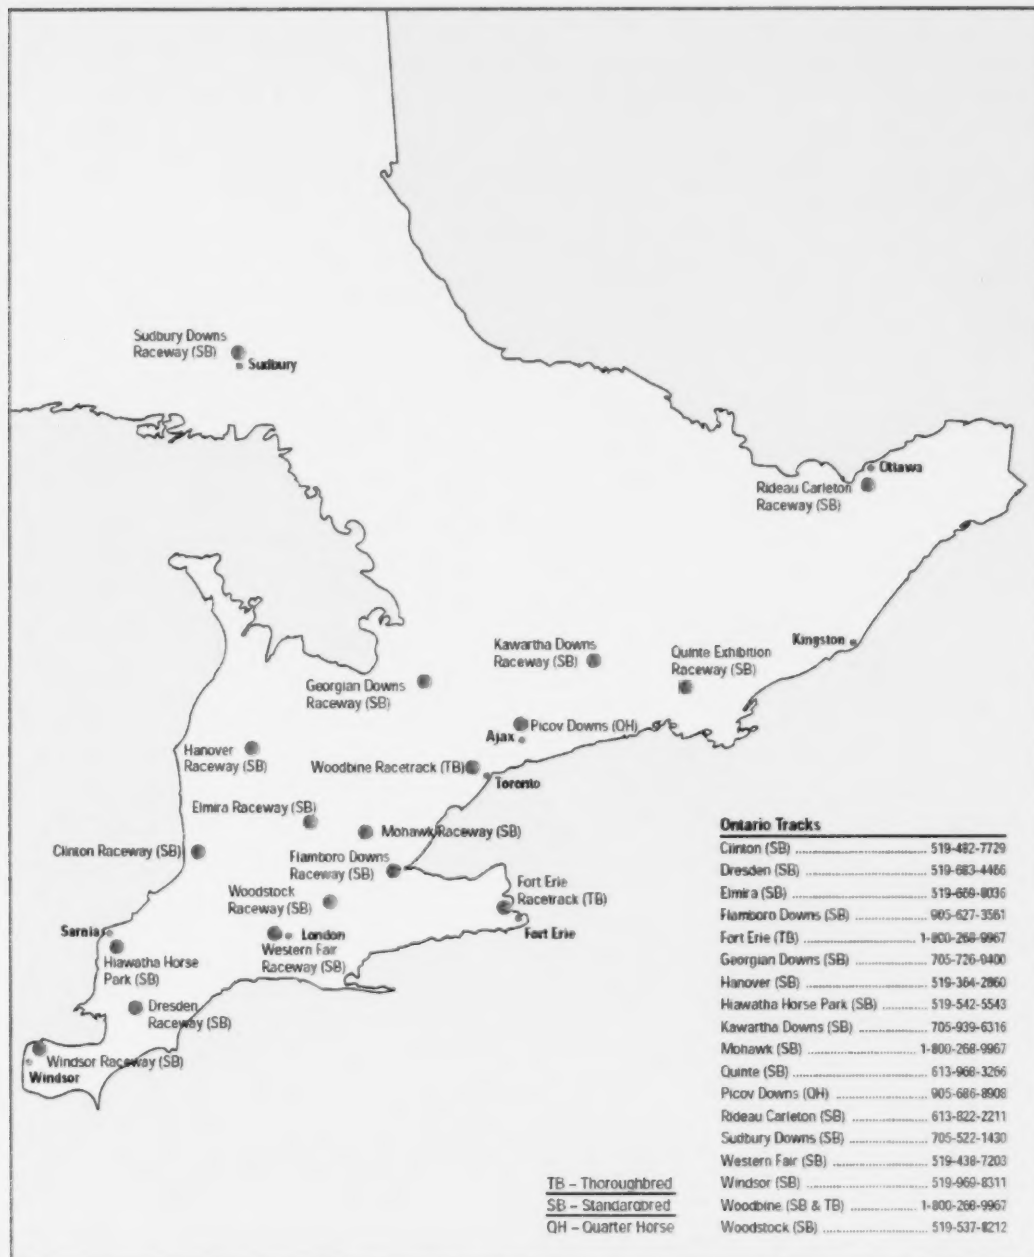 Sudbury Downs
Raceway (SB)
Sudbury
Ottawa
Rideau Carleton
Raceway (SB)
Kingston
Kawartha Downs
Raceway (SB)
Quinte Exhibition
Raceway (SB)
Georgian Downs
Raceway (SB)
Picov Downs (QH)
Ajax
Hanover
Raceway (SB)
Woodbine Racetrack (TB)
Toronto
Elmira Raceway (SB)
Mohawk Raceway (SB)
Clinton Raceway (SB)
Flamboro Downs
Raceway (SB)
Woodstock
Raceway (SB)
Fort Erie
Racetrack (TB)
Fort Erie
Sarnia
London
Western Fair
Raceway (SB)
Hiawatha Horse
Park (SB)
Dresden
Raceway (SB)
Windsor Raceway (SB)
Windsor
Ontario Tracks
Clinton (SB) 519-482-7729
Dresden (SB) 519-683-4466
Elmira (SB) 519-669-8036
Flamboro Downs (SB) 905-627-3561
Fort Erie (TB) 1-800-268-9967
Georgian Downs (SB) 705-726-9400
Hanover (SB) 519-364-2860
Hiawatha Horse Park (SB) 519-542-5543
Kawartha Downs (SB) 705-939-6316
Mohawk (SB) 1-800-268-9967
Quinte (SB) 613-968-3266
Picov Downs (QH) 905-686-8908
Rideau Carleton (SB) 613-822-2211
Sudbury Downs (SB) 705-522-1430
Western Fair (SB) 519-438-7203
Windsor (SB) 519-969-8311
Woodbine (SB & TB) 1-800-268-9967
Woodstock (SB) 519-537-8212
TB – Thoroughbred
SB – Standardbred
QH – Quarter Horse